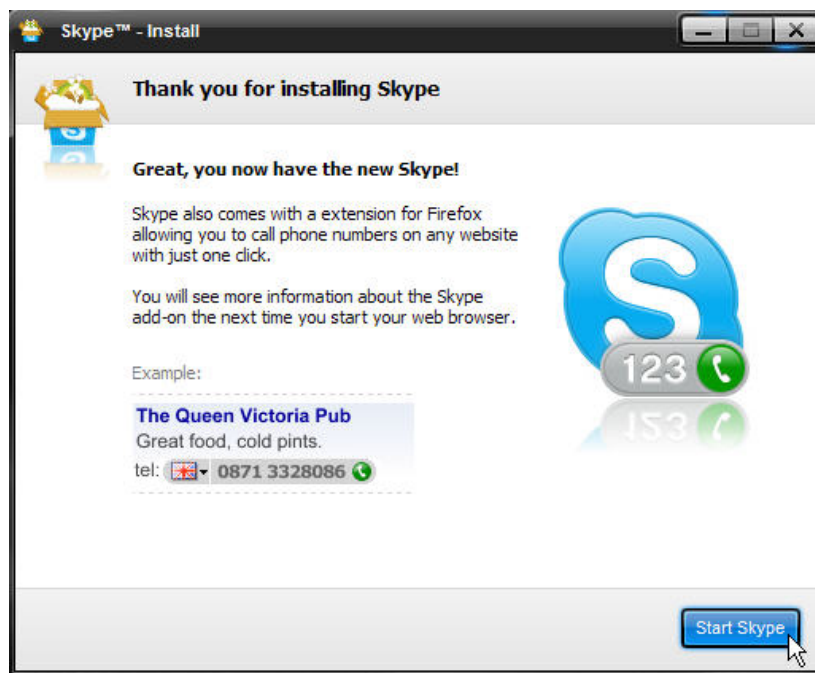 Skype™ - Install
Thank you for installing Skype
Great, you now have the new Skype!
Skype also comes with a extension for Firefox
allowing you to call phone numbers on any website
with just one click.
You will see more information about the Skype
add-on the next time you start your web browser.
Example:
The Queen Victoria Pub
Great food, cold pints.
tel: 0871 3328086
S
123
Start Skype